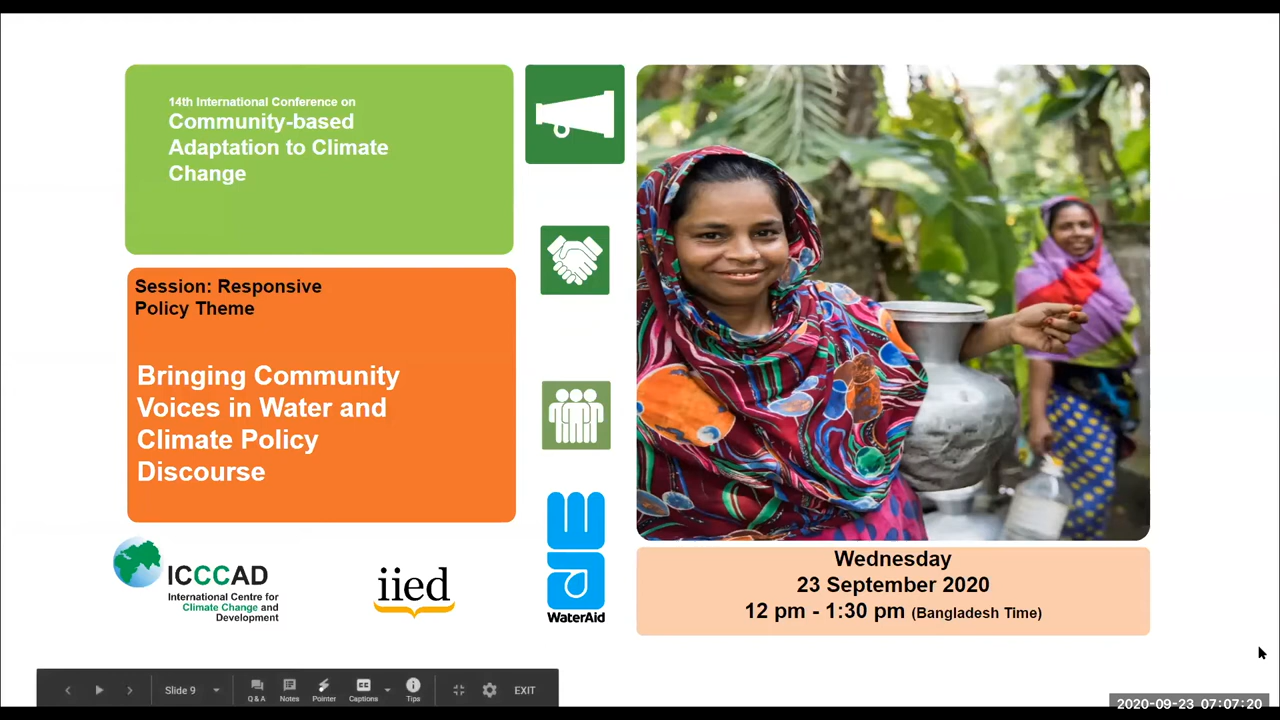 14th International Conference on
Community-based
Adaptation to Climate
Change
Session: Responsive
Policy Theme
Bringing Community
Voices in Water and
Climate Policy
Discourse
ICCCAD
International Centre for
Climate Change and
Development
iied
WaterAid
Wednesday
23 September 2020
12 pm - 1:30 pm (Bangladesh Time)
Slide 9
Q & A
Notes
Pointer
Captions
Tips
EXIT
2020-09-23 07:07:20